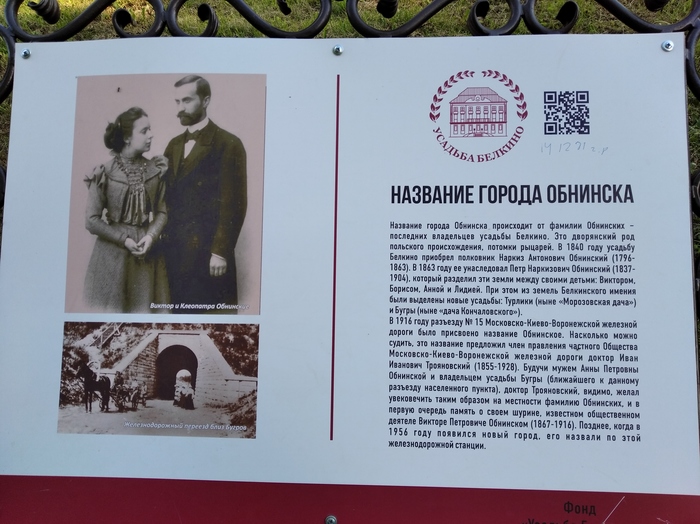 УСАДЬБА БЕЛКИНО
НАЗВАНИЕ ГОРОДА ОБНИНСКА
Название города Обнинска происходит от фамилии Обнинских –
последних владельцев усадьбы Белкино. Это дворянский род
польского происхождения, потомки рыцарей. В 1840 году усадьбу
Белкино приобрел полковник Наркиз Антонович Обнинский (1796-
1863). В 1863 году ее унаследовал Петр Наркизович Обнинский (1837-
1904), который разделил эти земли между своими детьми: Виктором,
Борисом, Анной и Лидией. При этом из земель Белкинского имения
были выделены новые усадьбы: Турлики (ныне «Морозовская дача»)
и Бугры (ныне «дача Кончаловского»).
В 1916 году разъезду № 15 Московско-Киево-Воронежской железной
дороги было присвоено название Обнинское. Насколько можно
судить, это название предложил член правления частного Общества
Московско-Киево-Воронежской железной дороги доктор Иван
Иванович Трояновский (1855-1928). Будучи мужем Анны Петровны
Обнинской и владельцем усадьбы Бугры (ближайшего к данному
разъезду населенного пункта), доктор Трояновский, видимо, желал
увековечить таким образом на местности фамилию Обнинских, и в
первую очередь память о своем шурине, известном общественном
деятеле Викторе Петровиче Обнинском (1867-1916). Позднее, когда в
1956 году появился новый город, его назвали по этой
железнодорожной станции.
Виктор и Клеопатра Обнинские
Железнодорожный переезд близ Бугров
Фонд